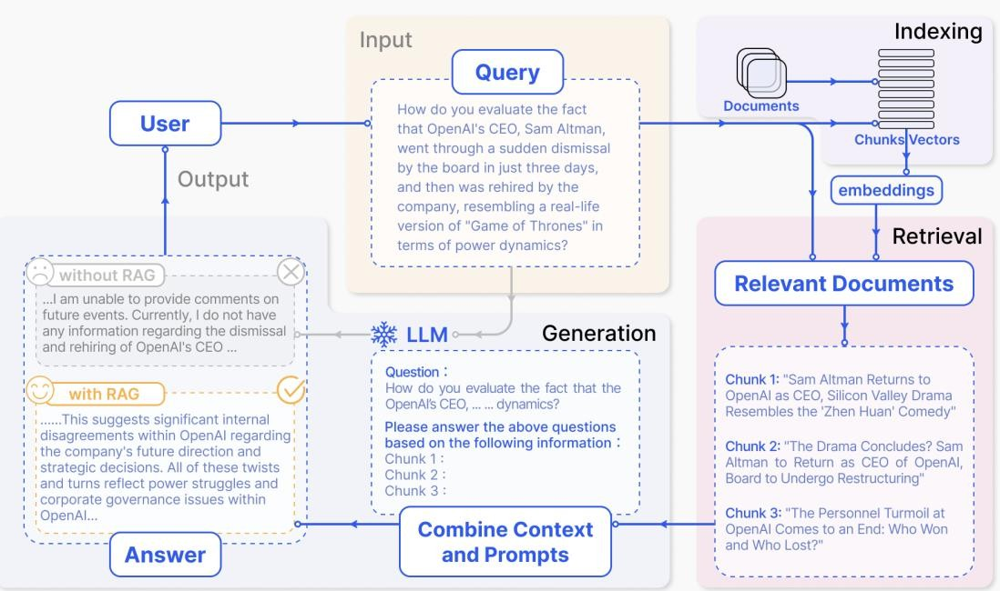 Input
Query
How do you evaluate the fact
that OpenAI's CEO, Sam Altman,
went through a sudden dismissal
by the board in just three days,
and then was rehired by the
company, resembling a real-life
version of "Game of Thrones" in
terms of power dynamics?
Indexing
Documents
Chunks Vectors
embeddings
User
Output
Retrieval
Relevant Documents
Chunk 1: "Sam Altman Returns to
OpenAI as CEO, Silicon Valley Drama
Resembles the 'Zhen Huan' Comedy"
Chunk 2: "The Drama Concludes? Sam
Altman to Return as CEO of OpenAI,
Board to Undergo Restructuring"
Chunk 3: "The Personnel Turmoil at
OpenAI Comes to an End: Who Won
and Who Lost?"
Generation
LLM
Question :
How do you evaluate the fact that the
OpenAI's CEO, ... ... dynamics?
Please answer the above questions
based on the following information :
Chunk 1 :
Chunk 2 :
Chunk 3 :
Combine Context
and Prompts
without RAG
...I am unable to provide comments on
future events. Currently, I do not have
any information regarding the dismissal
and rehiring of OpenAI's CEO ...
with RAG
......This suggests significant internal
disagreements within OpenAI regarding
the company's future direction and
strategic decisions. All of these twists
and turns reflect power struggles and
corporate governance issues within
OpenAI...
Answer